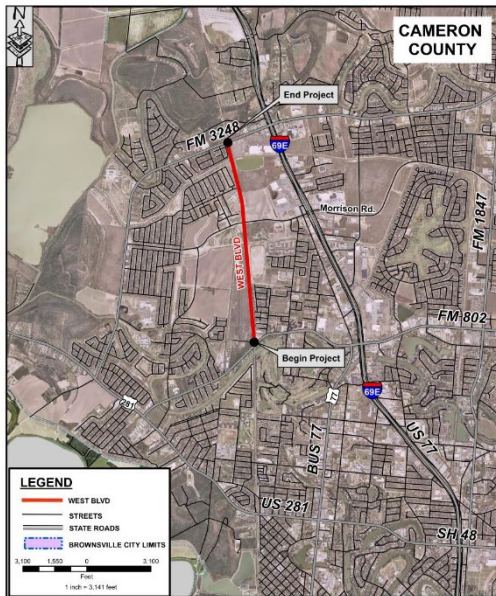 N
CAMERON
COUNTY
End Project
FM 3248
69E
Morrison Rd.
FM 1847
WEST BLVD
FM 802
Begin Project
281
77
69E
US 77
BUS 77
US 281
SH 48
LEGEND
WEST BLVD
STREETS
STATE ROADS
BROWNSVILLE CITY LIMITS
3,100 1,550 0 3,100
Feet
1 inch = 3,141 feet